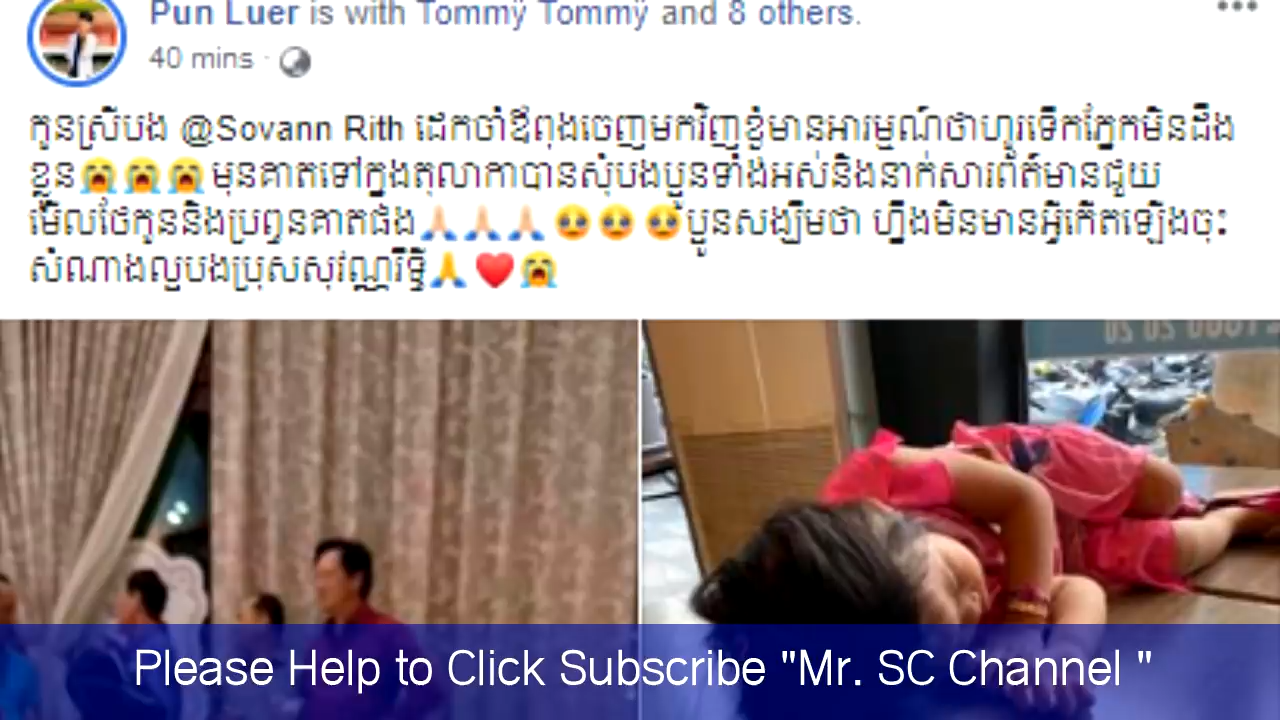 Pun Luer is with Tommÿ Tommÿ and 8 others.
40 mins ·
កូនស្រីបង @Sovann Rith ដេកចាំឪពុងចេញមកវិញខ្ញុំមានអារម្មណ៍ថាហូរទឹកភ្នែកមិនដឹង
ខ្លួន😭😭😭មុនគាតទៅក្នុងតុលាកាបានសុំបងប្អូនទាំងអស់និងនាក់សារព័ត៍មានជួយ
មើលថែកូននិងប្រពន្ធគាតផង🙏🏻🙏🏻🙏🏻🥹🥹🥹ប្អូនសង្ឃឹមថា ហ្នឹងមិនមានអ្វីកើតឡើងចុះ
សំណាងល្អបងប្រុសសុវណ្ណរឹទ្ធី🙏❤️😭
Please Help to Click Subscribe "Mr. SC Channel "